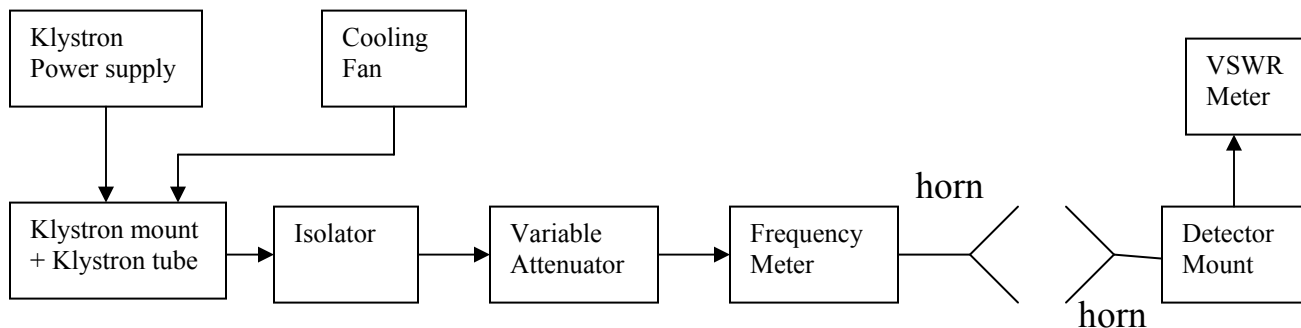 Klystron
Power supply
Cooling
Fan
VSWR
Meter
Klystron mount
+ Klystron tube
Isolator
Variable
Attenuator
Frequency
Meter
horn
horn
Detector
Mount